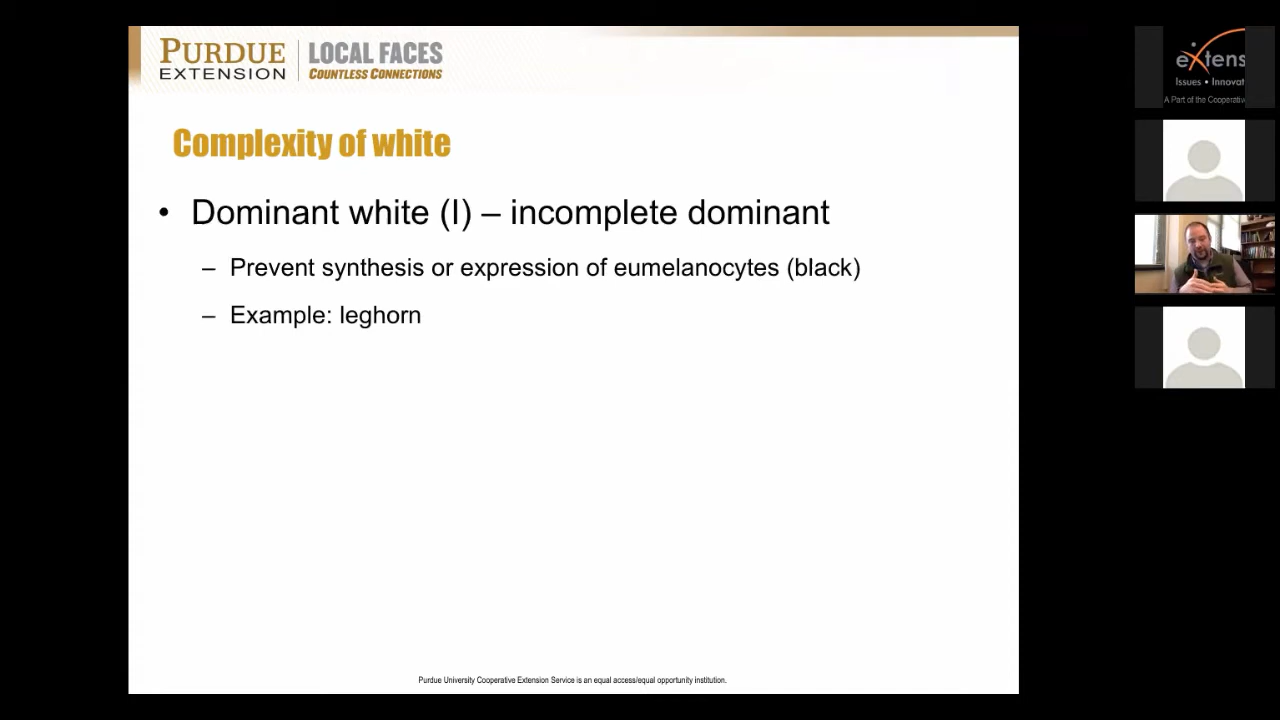 PURDUE
EXTENSION
LOCAL FACES
COUNTLESS CONNECTIONS
Complexity of white
• Dominant white (I) – incomplete dominant
– Prevent synthesis or expression of eumelanocytes (black)
– Example: leghorn
Purdue University Cooperative Extension Service is an equal access/equal opportunity institution.
eXtens
Issues • Innovat
A Part of the Cooperativ